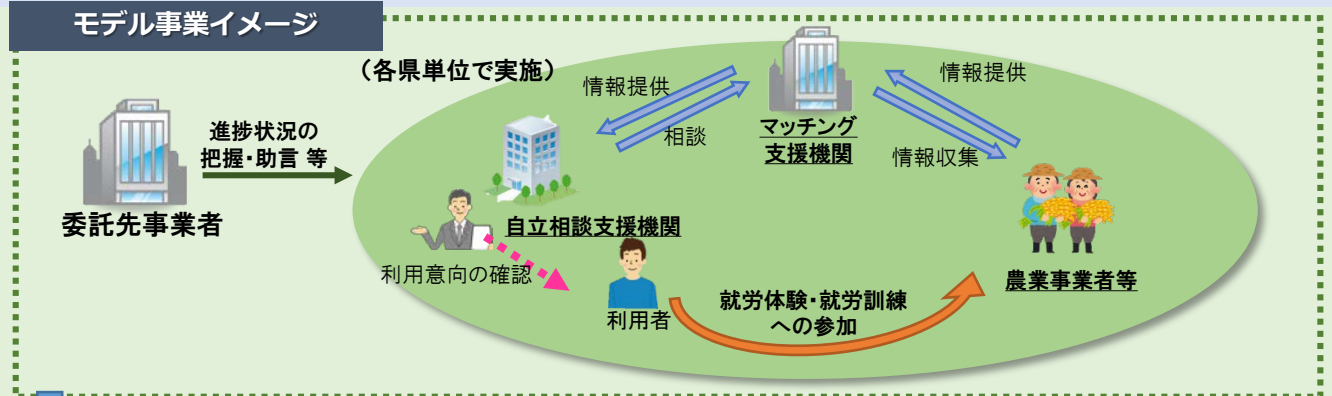 モデル事業イメージ
（各県単位で実施）
情報提供
相談
マッチング
支援機関
情報提供
情報収集
進捗状況の
把握・助言 等
委託先事業者
自立相談支援機関
利用意向の確認
利用者
就労体験・就労訓練
への参加
農業事業者等